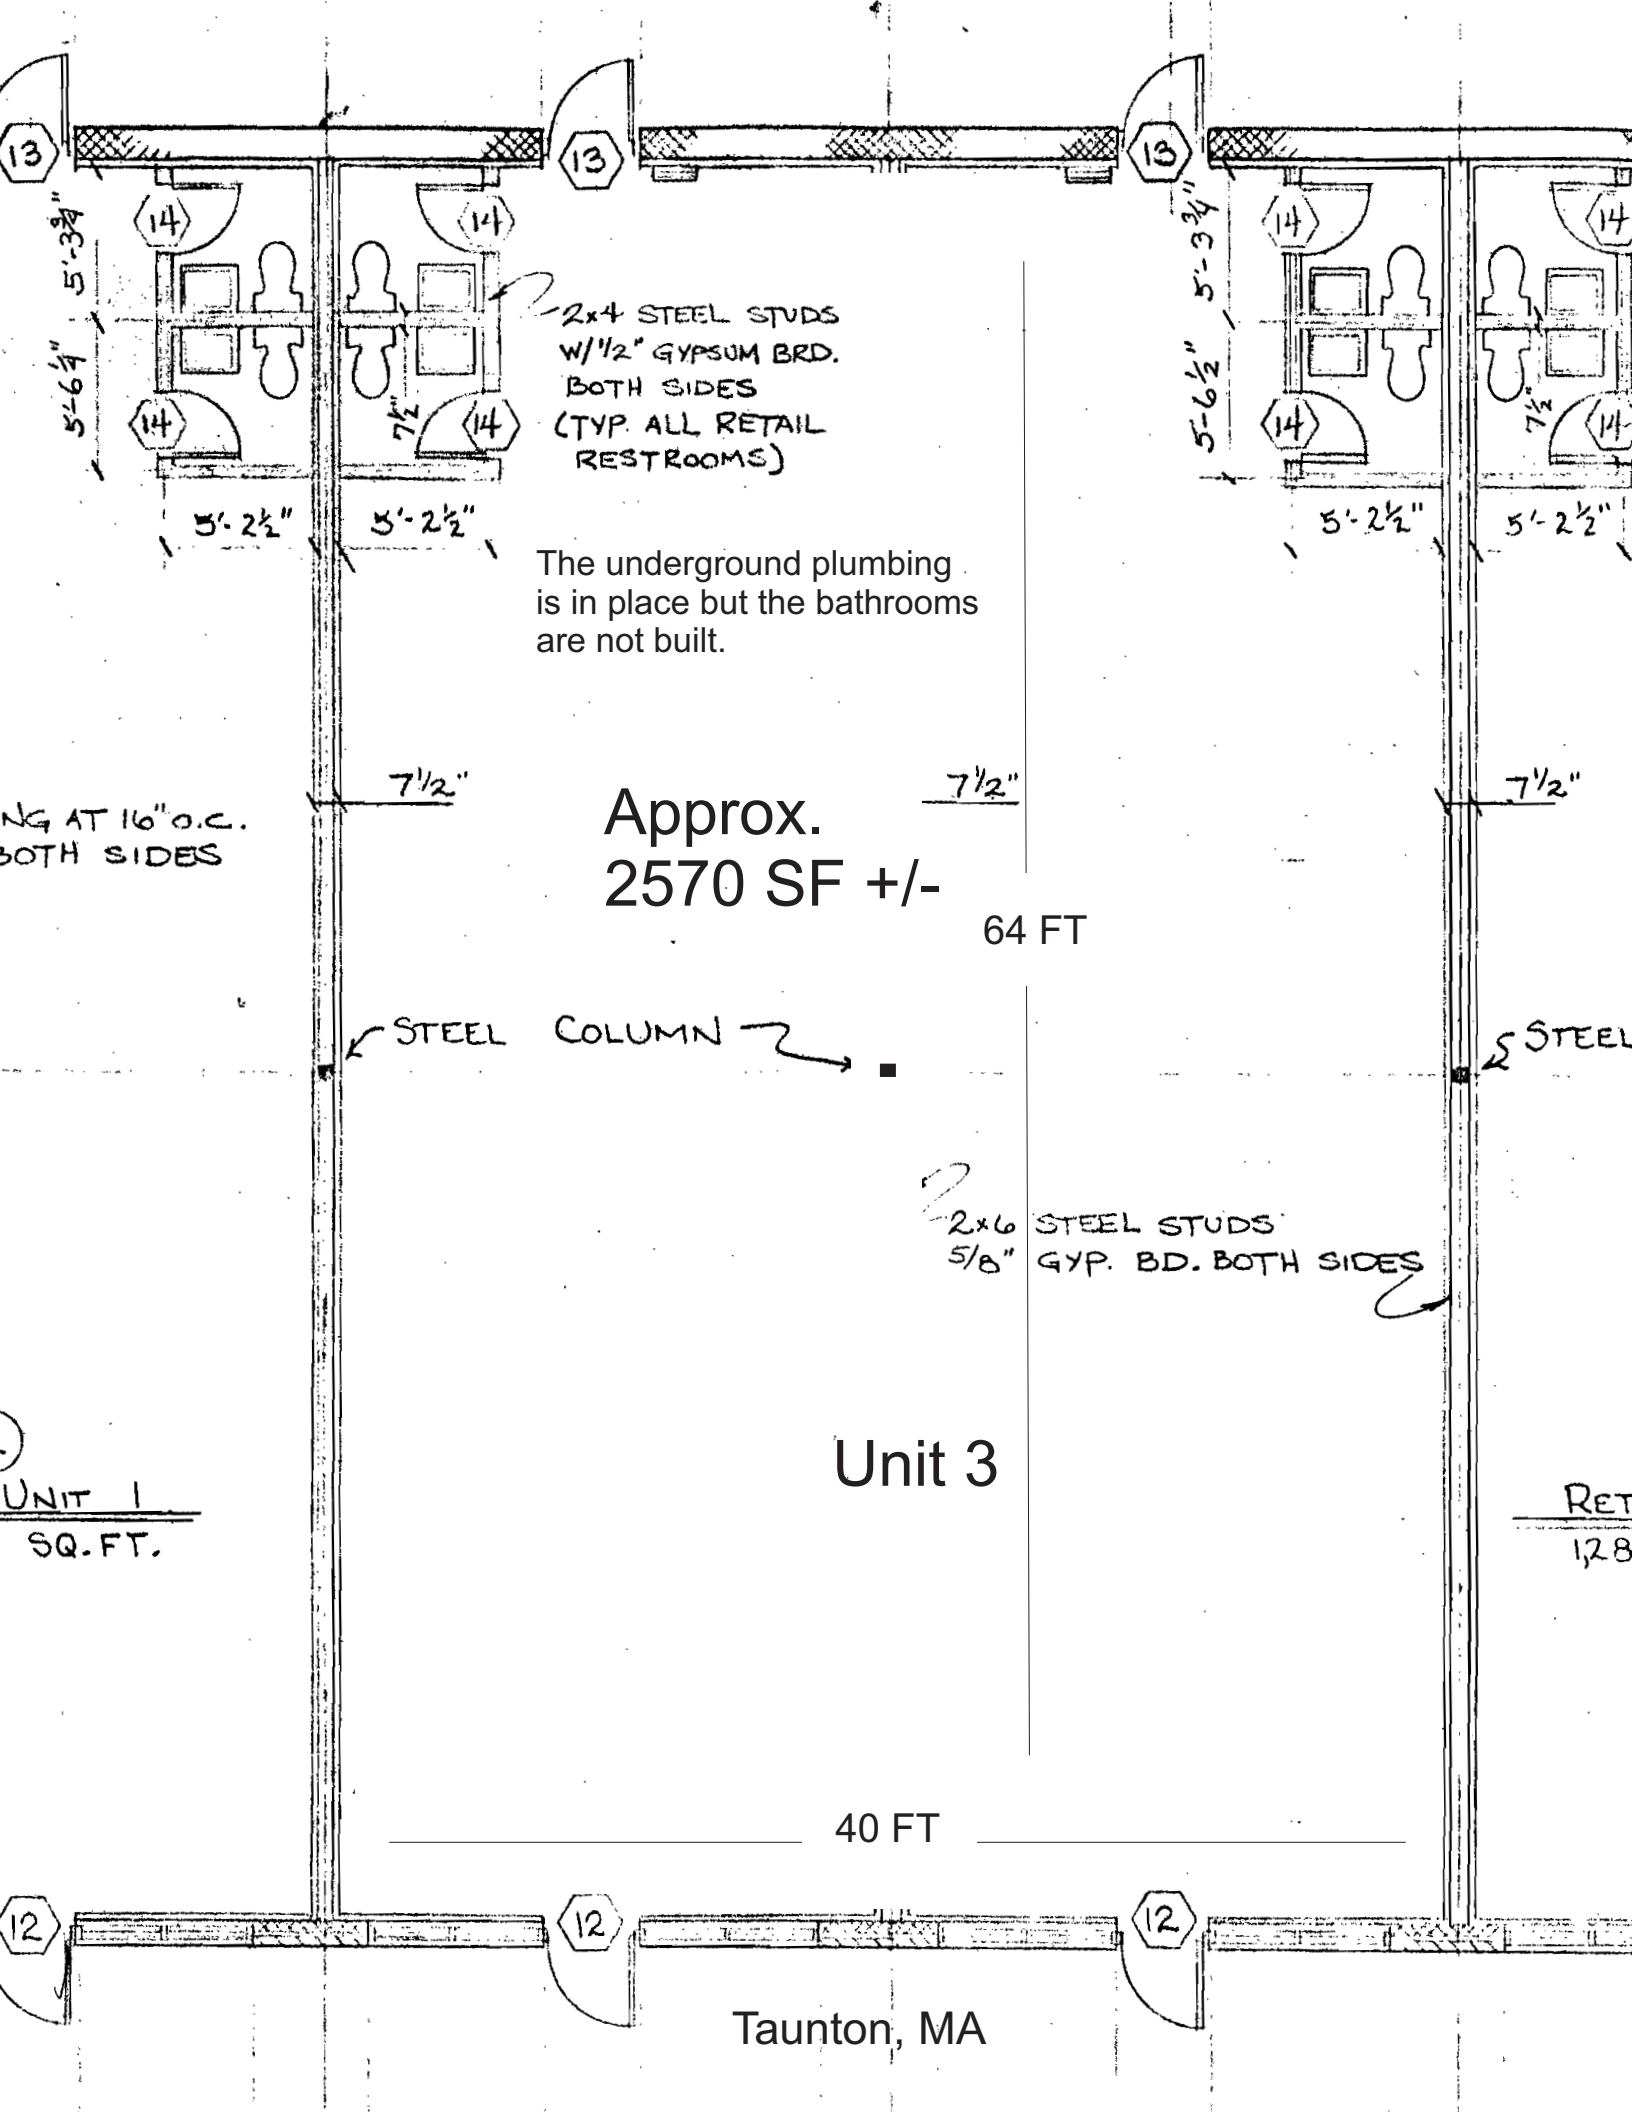 13
13
13
14
14
14
14
5'-3¾"
5'-3¾"
2x4 STEEL STUDS
W/ ½" GYPSUM BRD.
BOTH SIDES
(TYP. ALL RETAIL
RESTROOMS)
5'-6¼"
5-6½"
14
14
14
14
7½"
7½"
5'-2½"
5'-2½"
5'-2½"
5'-2½"
The underground plumbing
is in place but the bathrooms
are not built.
7½"
7½"
7½"
NG AT 16" O.C.
BOTH SIDES
Approx.
2570 SF +/-
64 FT
STEEL COLUMN
STEEL
2x6 STEEL STUDS
5/8" GYP. BD. BOTH SIDES
Unit 3
UNIT 1
SQ. FT.
RET
1,28
40 FT
12
12
12
Taunton, MA